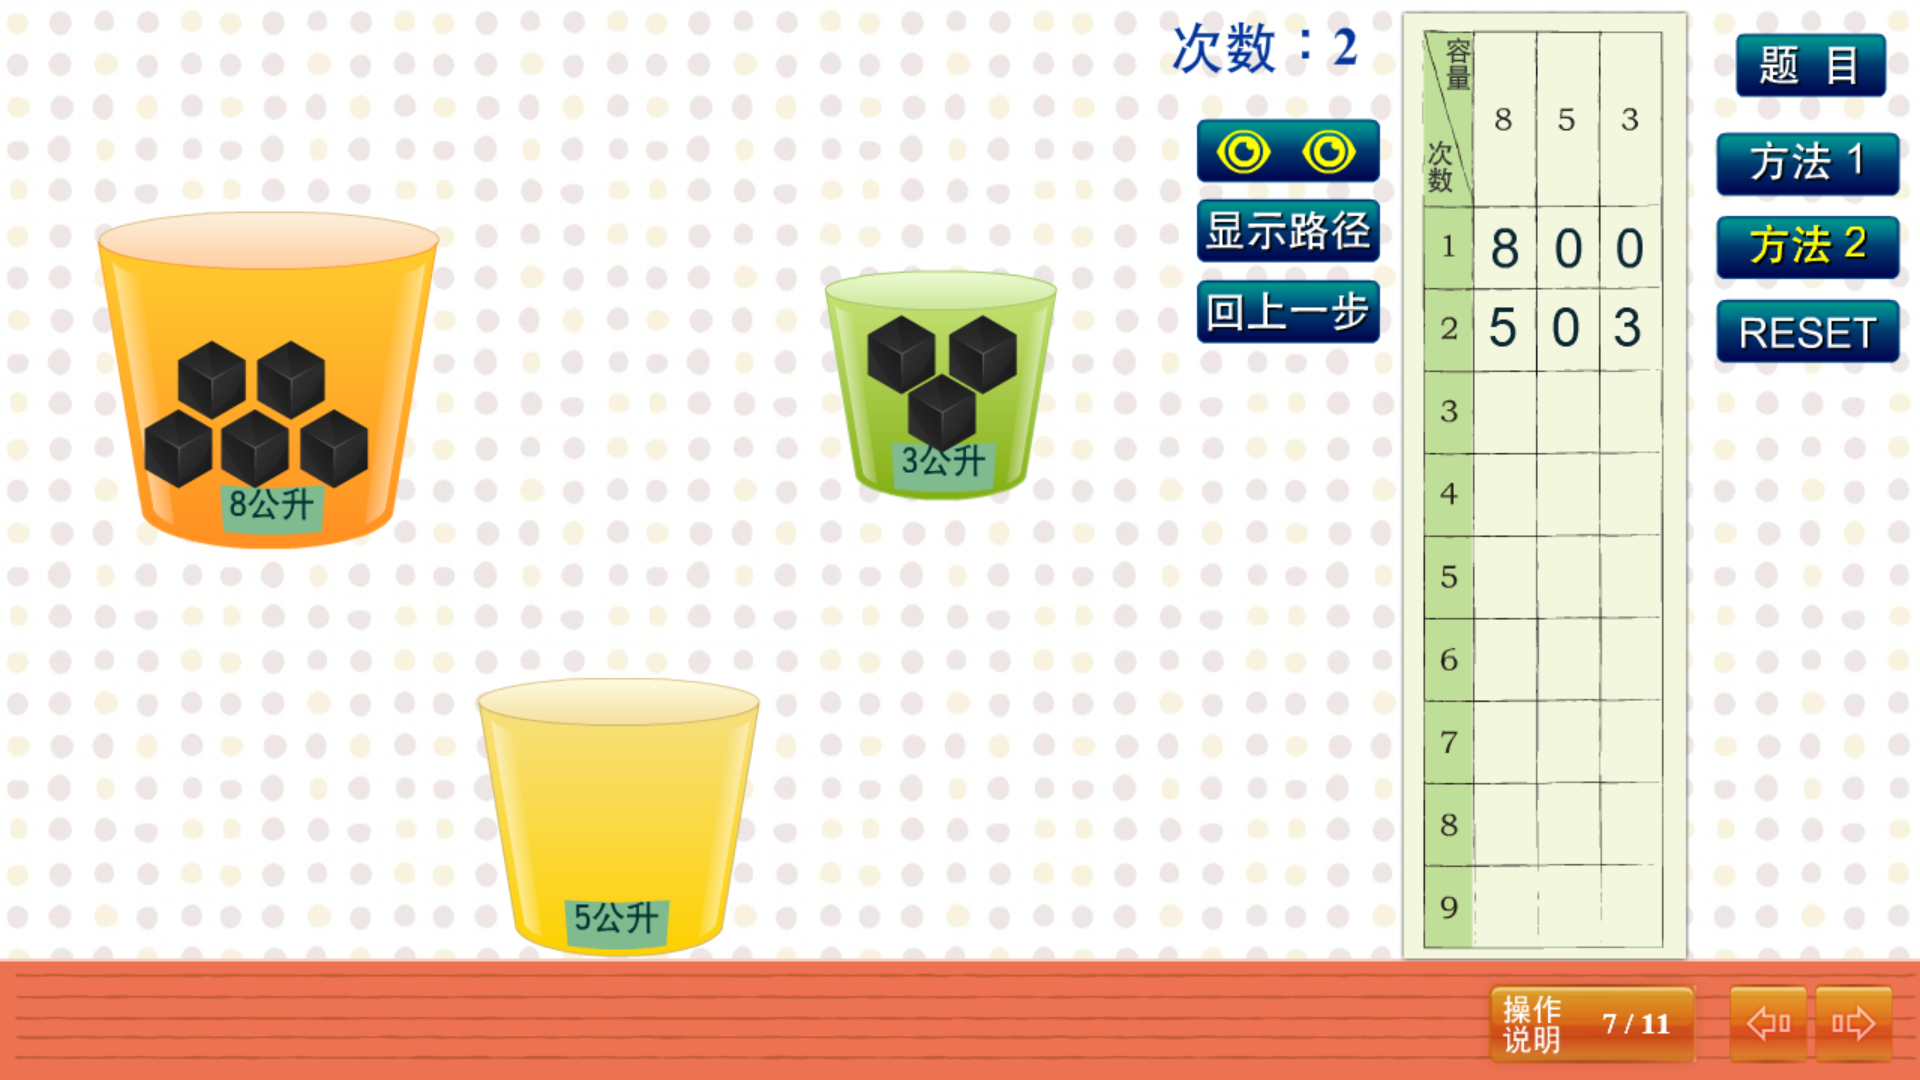 次数：2
显示路径
回上一步
8公升
3公升
5公升
容量
次数
8 5 3
1 8 0 0
2 5 0 3
3
4
5
6
7
8
9
题 目
方法 1
方法 2
RESET
操作
说明
7 / 11